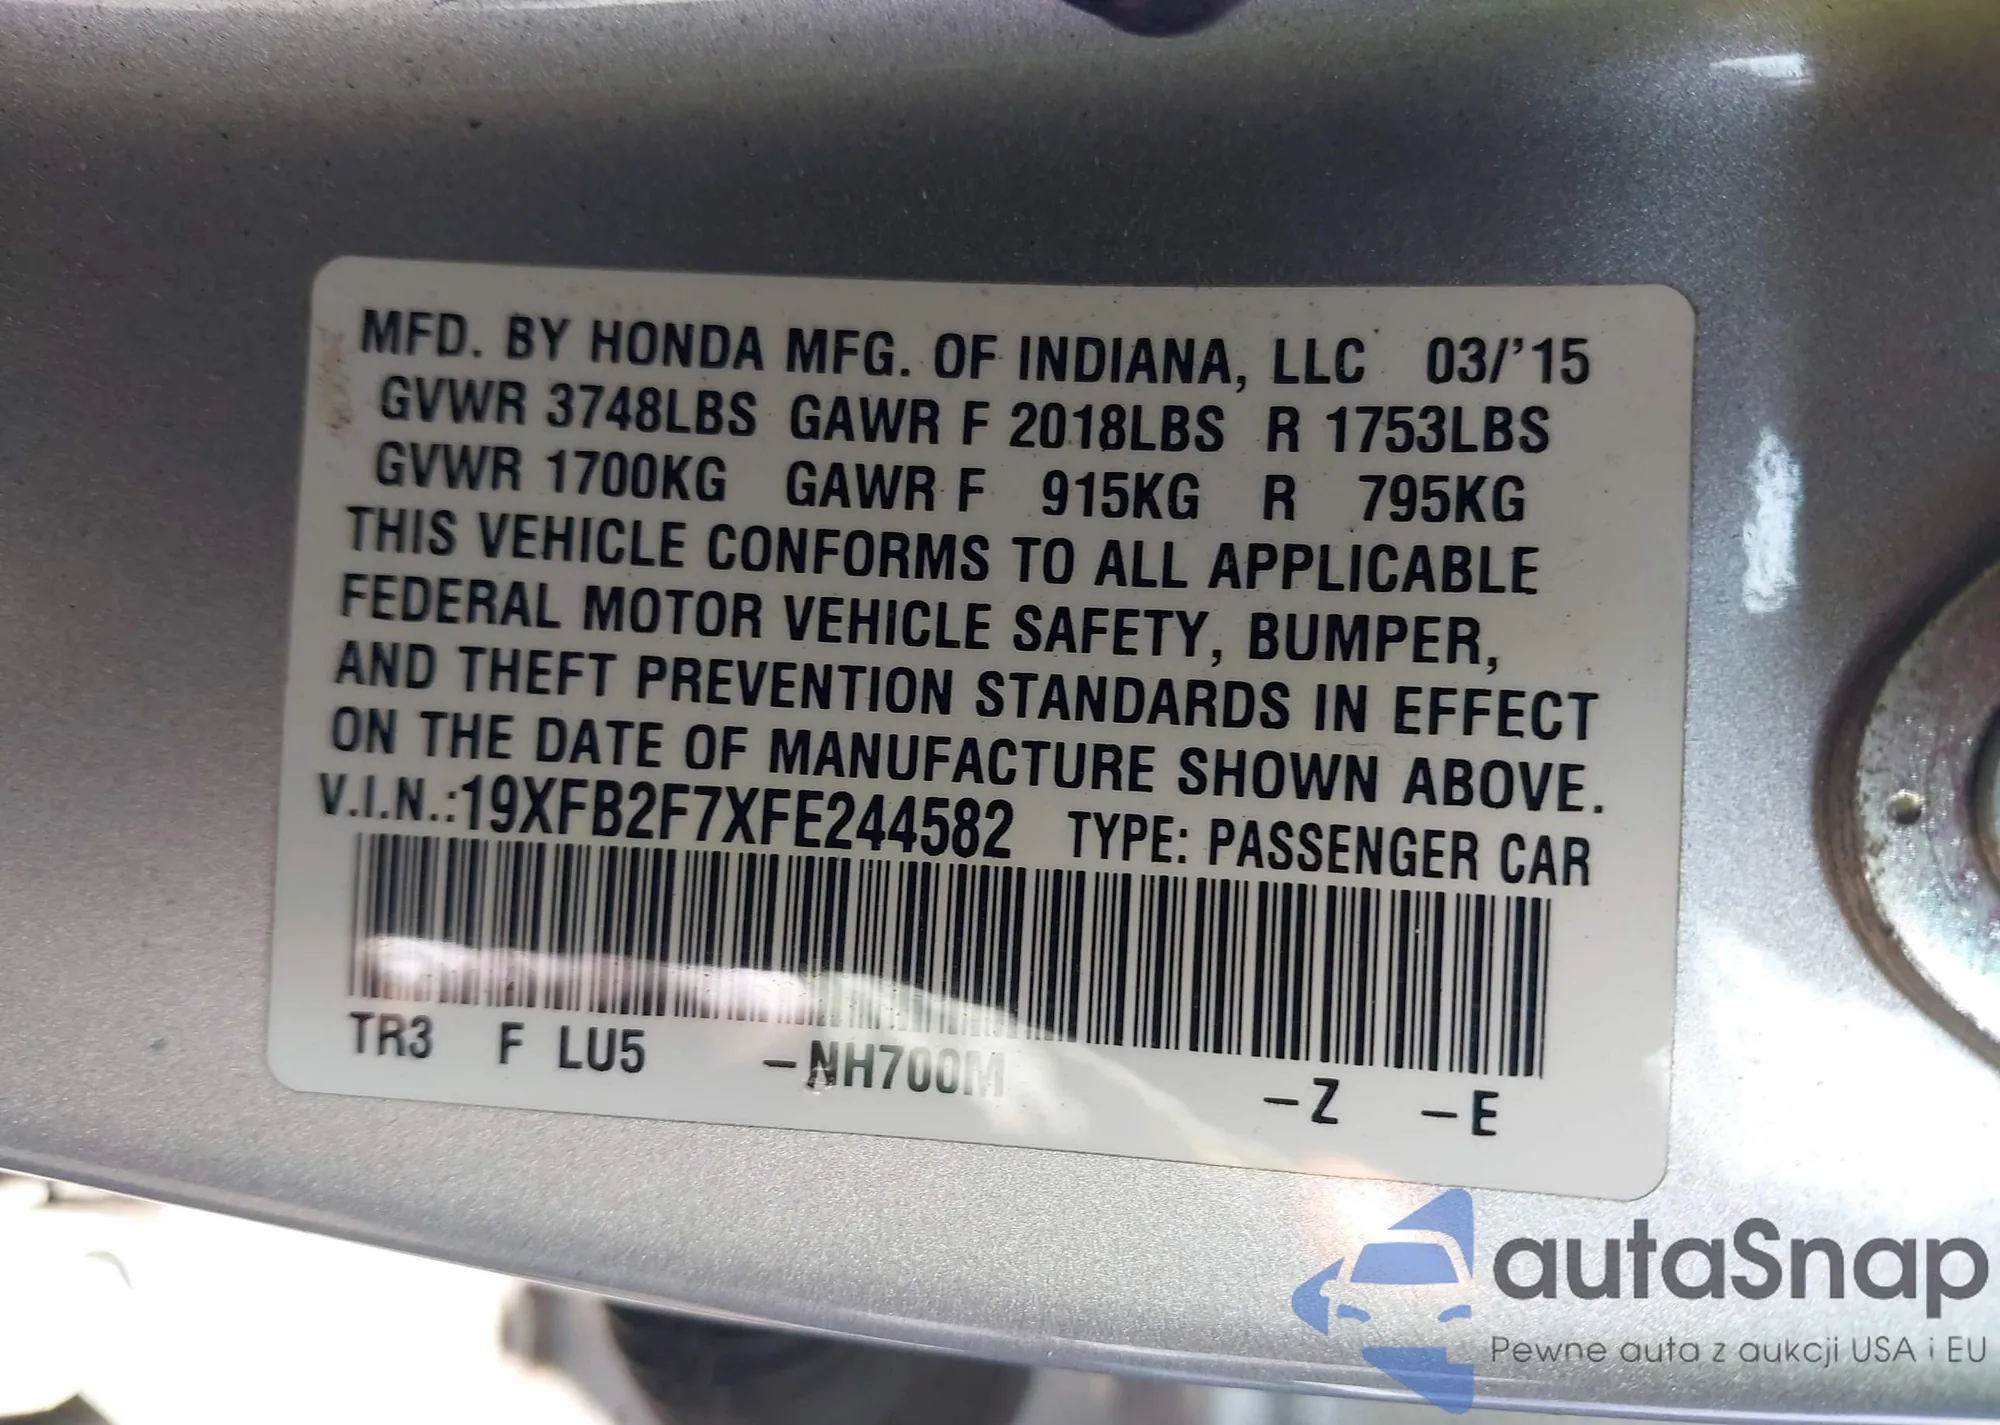 MFD. BY HONDA MFG. OF INDIANA, LLC 03/'15
GVWR 3748LBS GAWR F 2018LBS R 1753LBS
GVWR 1700KG GAWR F 915KG R 795KG
THIS VEHICLE CONFORMS TO ALL APPLICABLE
FEDERAL MOTOR VEHICLE SAFETY, BUMPER,
AND THEFT PREVENTION STANDARDS IN EFFECT
ON THE DATE OF MANUFACTURE SHOWN ABOVE.
V.I.N.:19XFB2F7XFE244582 TYPE: PASSENGER CAR
TR3 F LU5 -NH700M -Z -E
autaSnap
Pewne auta z aukcji USA i EU